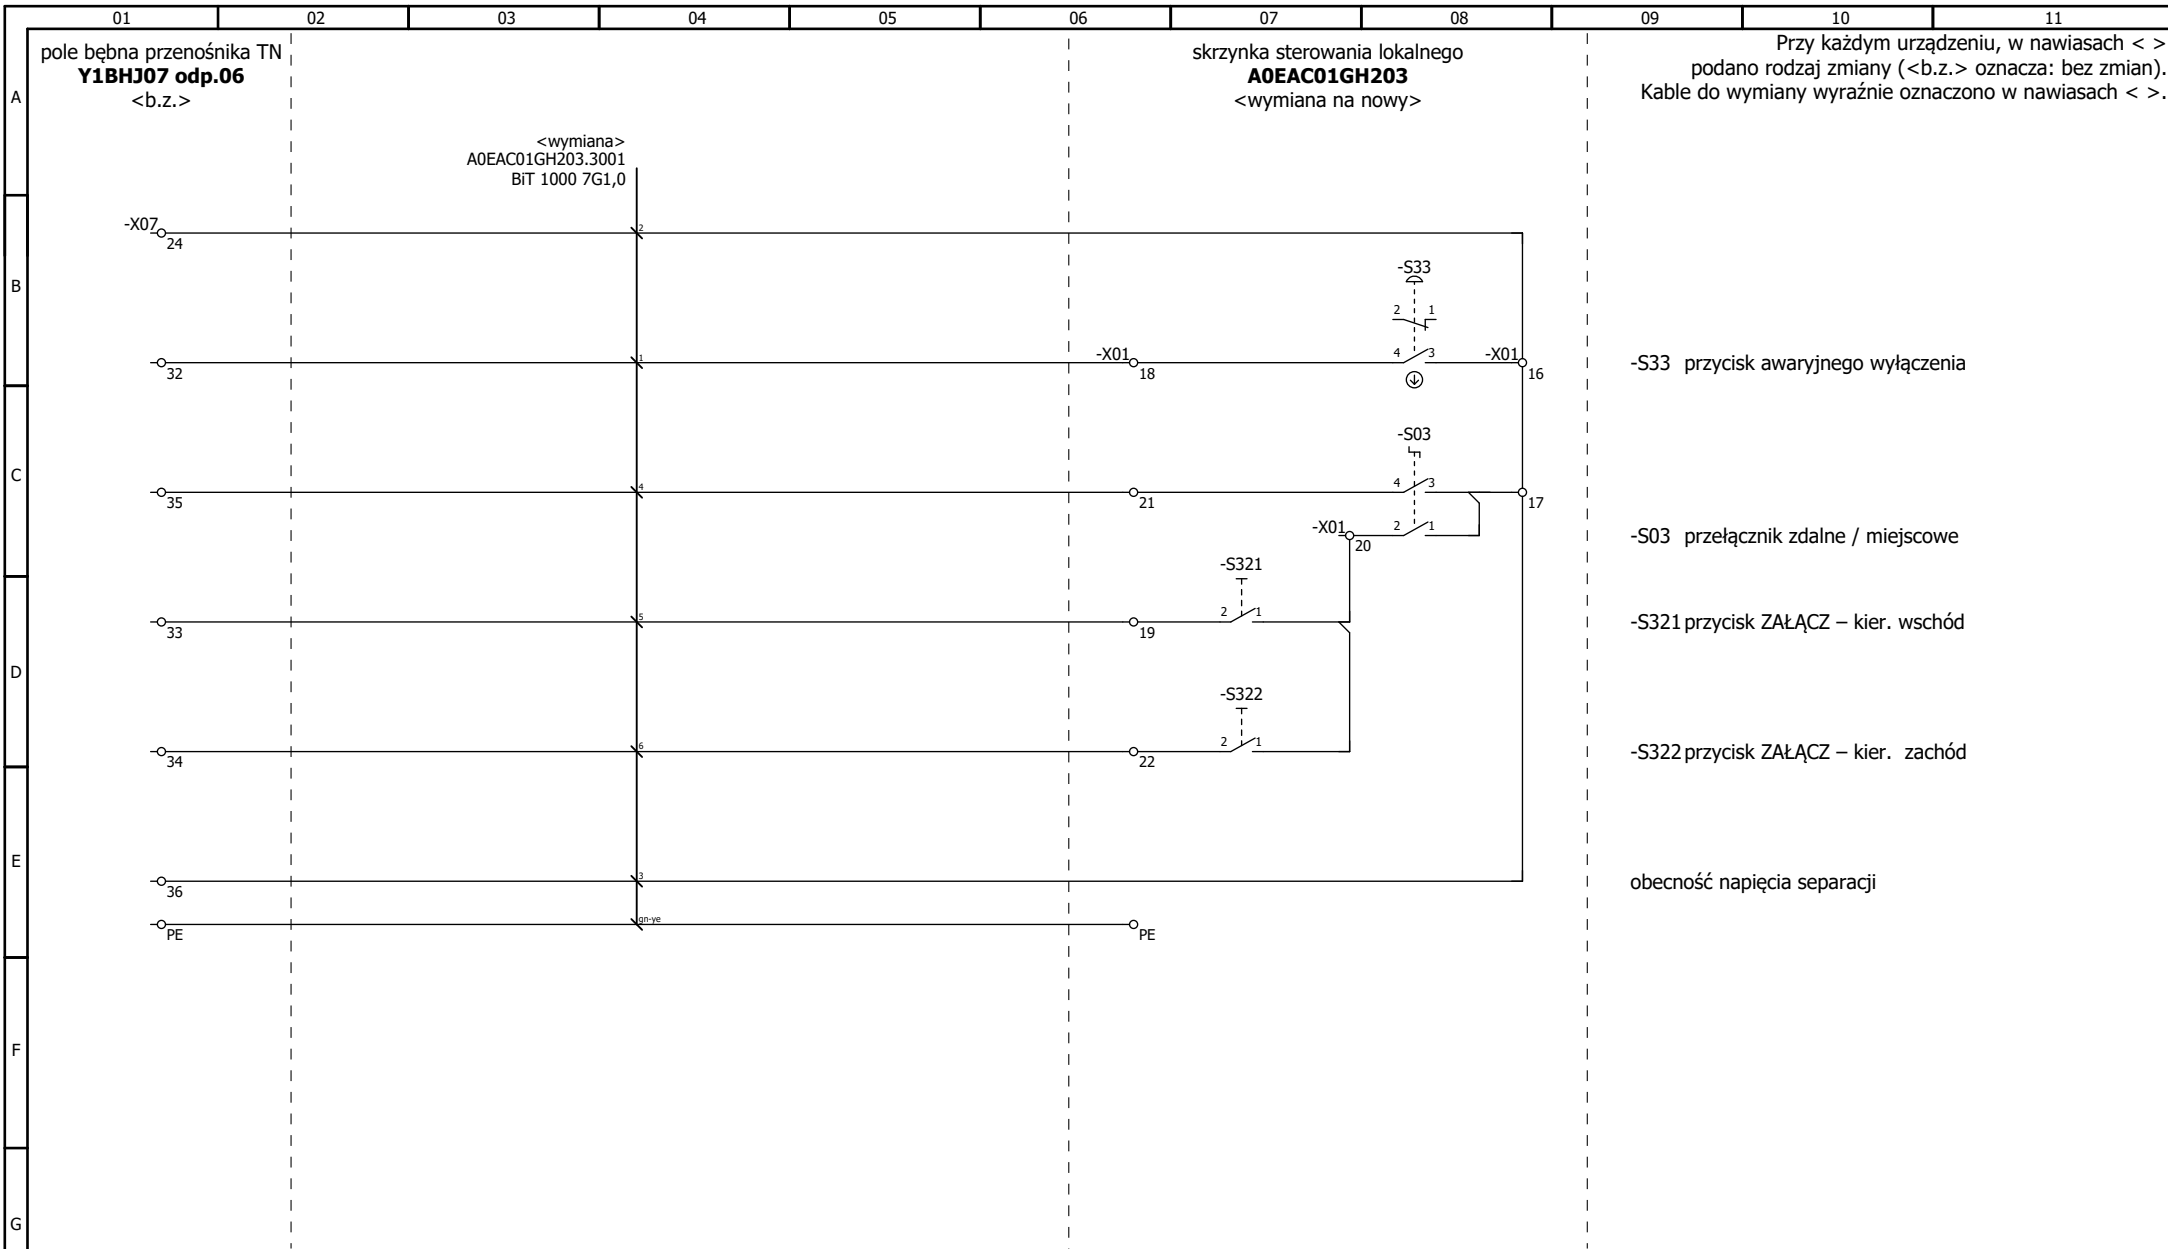 01 02 03 04 05 06 07 08 09 10 11
A
B
C
D
E
F
G
pole bębna przenośnika TN
Y1BHJ07 odp.06
<b.z.>
skrzynka sterowania lokalnego
A0EAC01GH203
<wymiana na nowy>
Przy każdym urządzeniu, w nawiasach < >
podano rodzaj zmiany (<b.z.> oznacza: bez zmian).
Kable do wymiany wyraźnie oznaczono w nawiasach < >.
<wymiana>
A0EAC01GH203.3001
BiT 1000 7G1,0
-X07
24
2
-S33
2 1
32
1
-X01
18
4 3
-X01
16
-S33 przycisk awaryjnego wyłączenia
-S03
35
4
21
4 3
17
-X01
20
2 1
-S03 przełącznik zdalne / miejscowe
-S321
33
5
19
2 1
-S321 przycisk ZAŁĄCZ – kier. wschód
-S322
34
6
22
2 1
-S322 przycisk ZAŁĄCZ – kier. zachód
36
3
obecność napięcia separacji
PE
gn-ye
PE